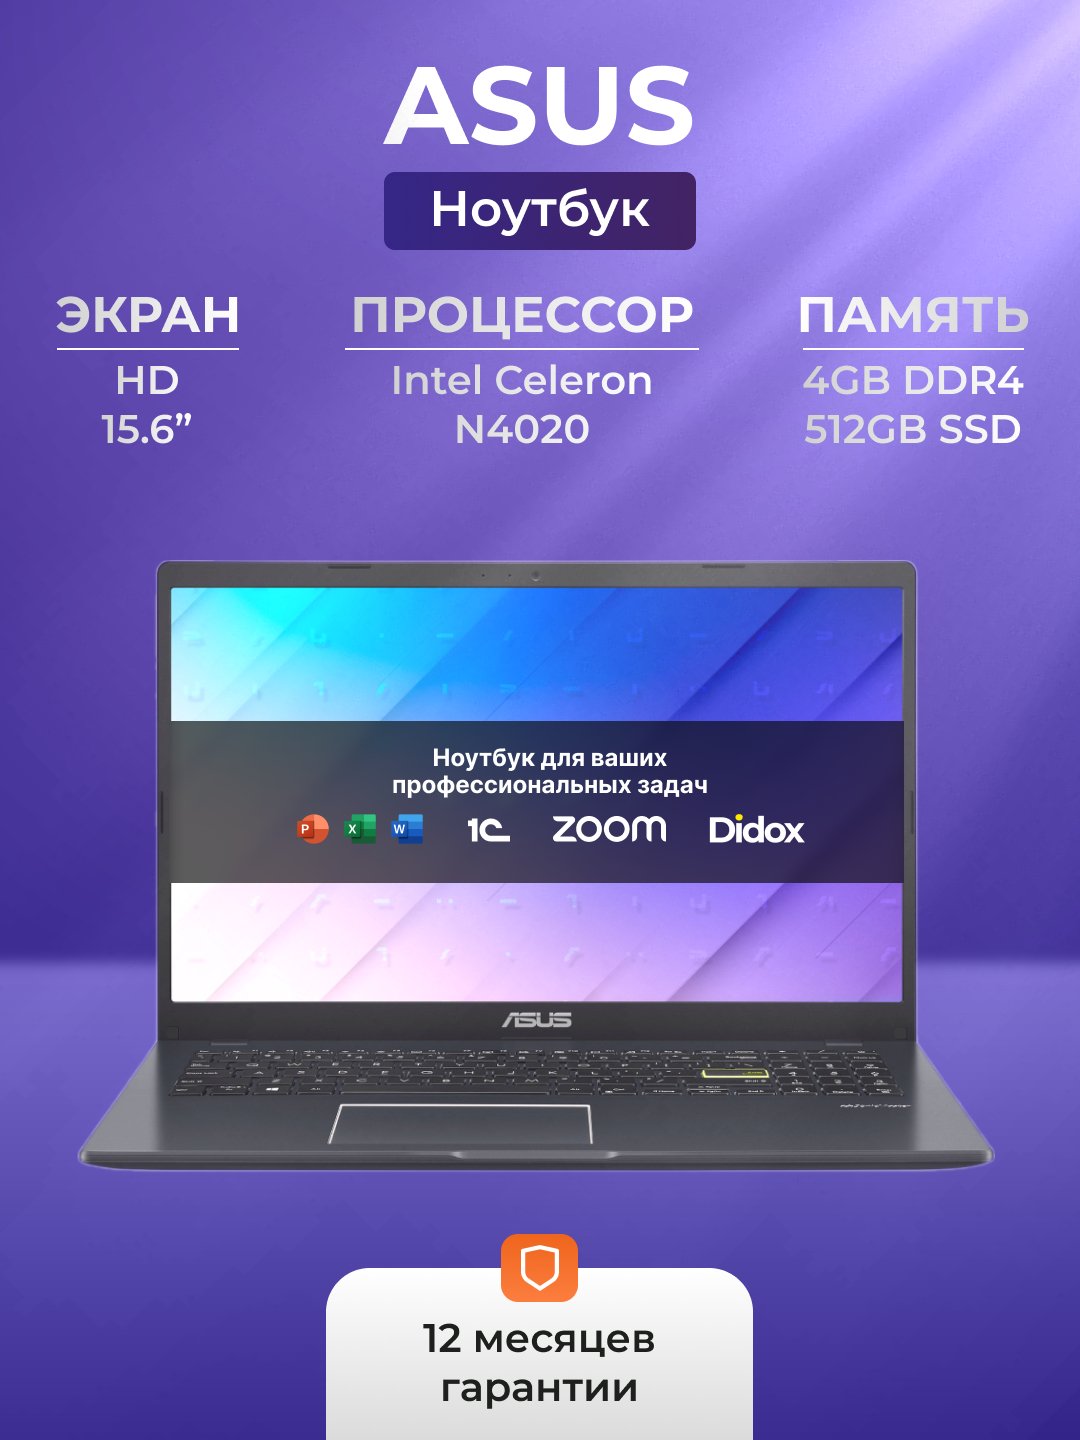 ASUS
Ноутбук
ЭКРАН
HD
15.6”
ПРОЦЕССОР
Intel Celeron
N4020
ПАМЯТЬ
4GB DDR4
512GB SSD
Ноутбук для ваших
профессиональных задач
P X W 1C zoom Didox
ASUS
12 месяцев
гарантии